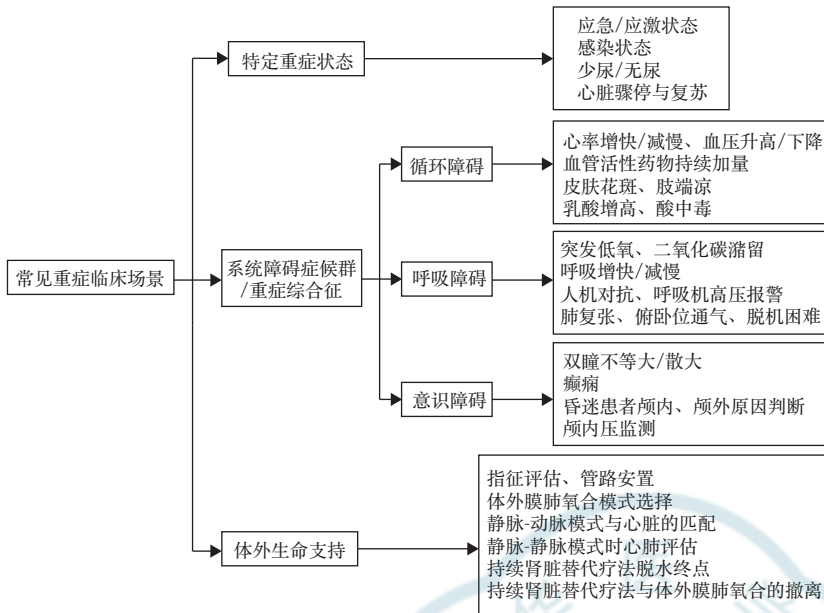 常见重症临床场景
特定重症状态
应急/应激状态
感染状态
少尿/无尿
心脏骤停与复苏
系统障碍症候群
/重症综合征
循环障碍
心率增快/减慢、血压升高/下降
血管活性药物持续加量
皮肤花斑、肢端凉
乳酸增高、酸中毒
呼吸障碍
突发低氧、二氧化碳潴留
呼吸增快/减慢
人机对抗、呼吸机高压报警
肺复张、俯卧位通气、脱机困难
意识障碍
双瞳不等大/散大
癫痫
昏迷患者颅内、颅外原因判断
颅内压监测
体外生命支持
指征评估、管路安置
体外膜肺氧合模式选择
静脉-动脉模式与心脏的匹配
静脉-静脉模式时心肺评估
持续肾脏替代疗法脱水终点
持续肾脏替代疗法与体外膜肺氧合的撤离